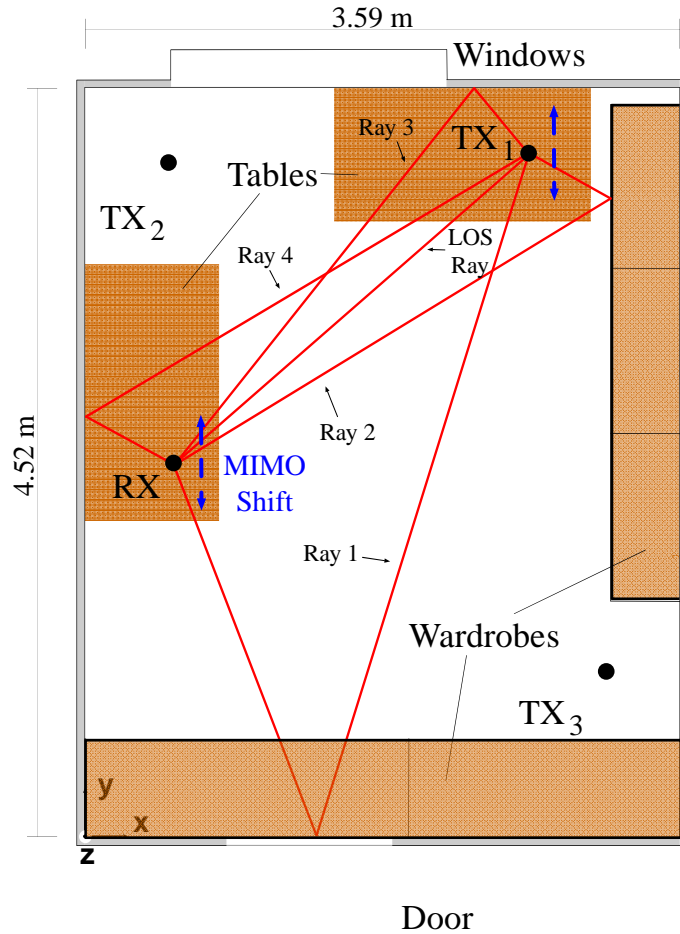 3.59 m
Windows
Ray 3
TX1
Tables
TX2
LOS
Ray
Ray 4
4.52 m
Ray 2
RX
MIMO
Shift
Ray 1
Wardrobes
TX3
y
x
z
Door